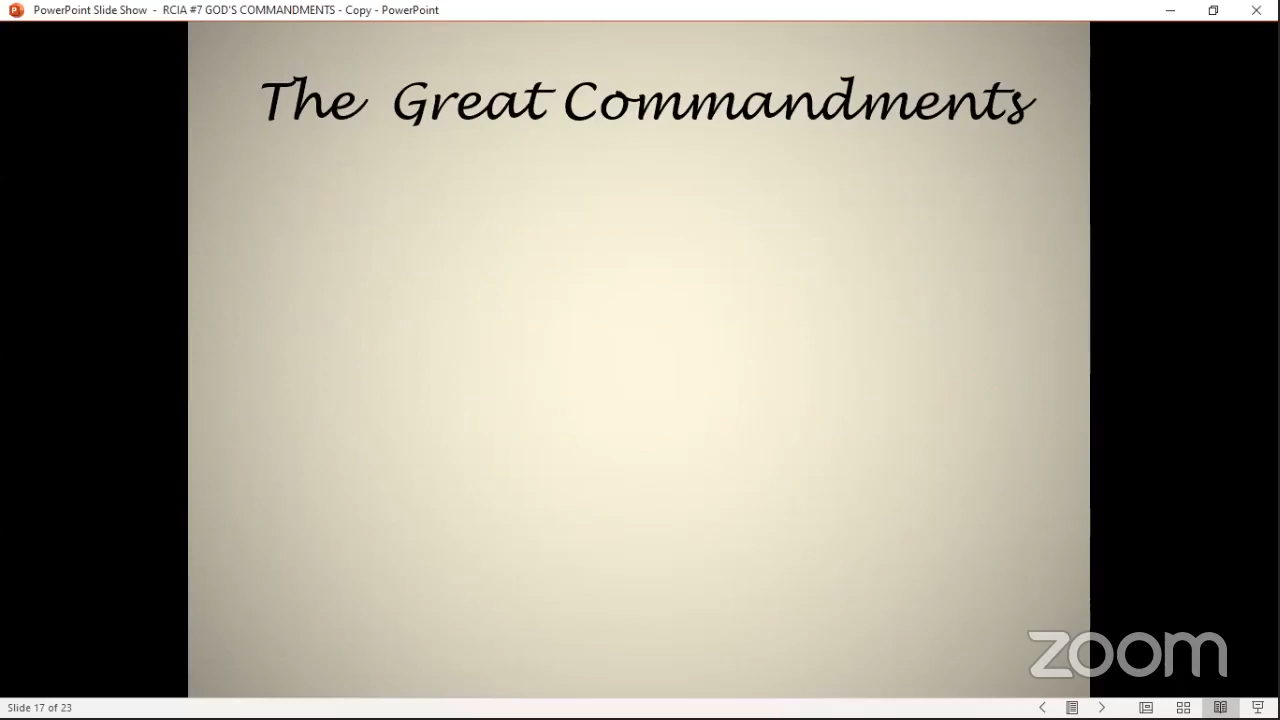 PowerPoint Slide Show - RCIA #7 GOD'S COMMANDMENTS - Copy - PowerPoint
The Great Commandments
zoom
Slide 17 of 23